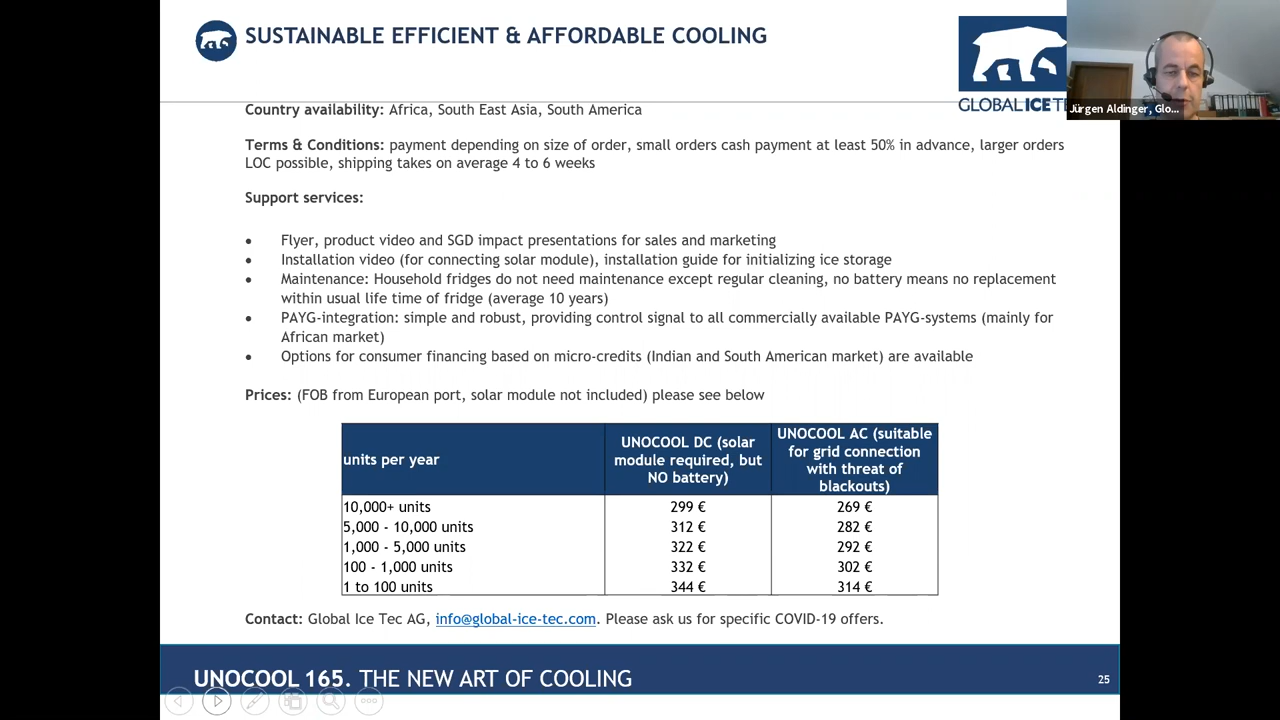 SUSTAINABLE EFFICIENT & AFFORDABLE COOLING
GLOBAL ICE TE
Jürgen Aldinger, Glo...
Country availability: Africa, South East Asia, South America
Terms & Conditions: payment depending on size of order, small orders cash payment at least 50% in advance, larger orders
LOC possible, shipping takes on average 4 to 6 weeks
Support services:
• Flyer, product video and SGD impact presentations for sales and marketing
• Installation video (for connecting solar module), installation guide for initializing ice storage
• Maintenance: Household fridges do not need maintenance except regular cleaning, no battery means no replacement
within usual life time of fridge (average 10 years)
• PAYG-integration: simple and robust, providing control signal to all commercially available PAYG-systems (mainly for
African market)
• Options for consumer financing based on micro-credits (Indian and South American market) are available
Prices: (FOB from European port, solar module not included) please see below
units per year
UNOCOOL DC (solar
module required, but
NO battery)
UNOCOOL AC (suitable
for grid connection
with threat of
blackouts)
10,000+ units 299 € 269 €
5,000 - 10,000 units 312 € 282 €
1,000 - 5,000 units 322 € 292 €
100 - 1,000 units 332 € 302 €
1 to 100 units 344 € 314 €
Contact: Global Ice Tec AG, info@global-ice-tec.com. Please ask us for specific COVID-19 offers.
UNOCOOL 165. THE NEW ART OF COOLING
25